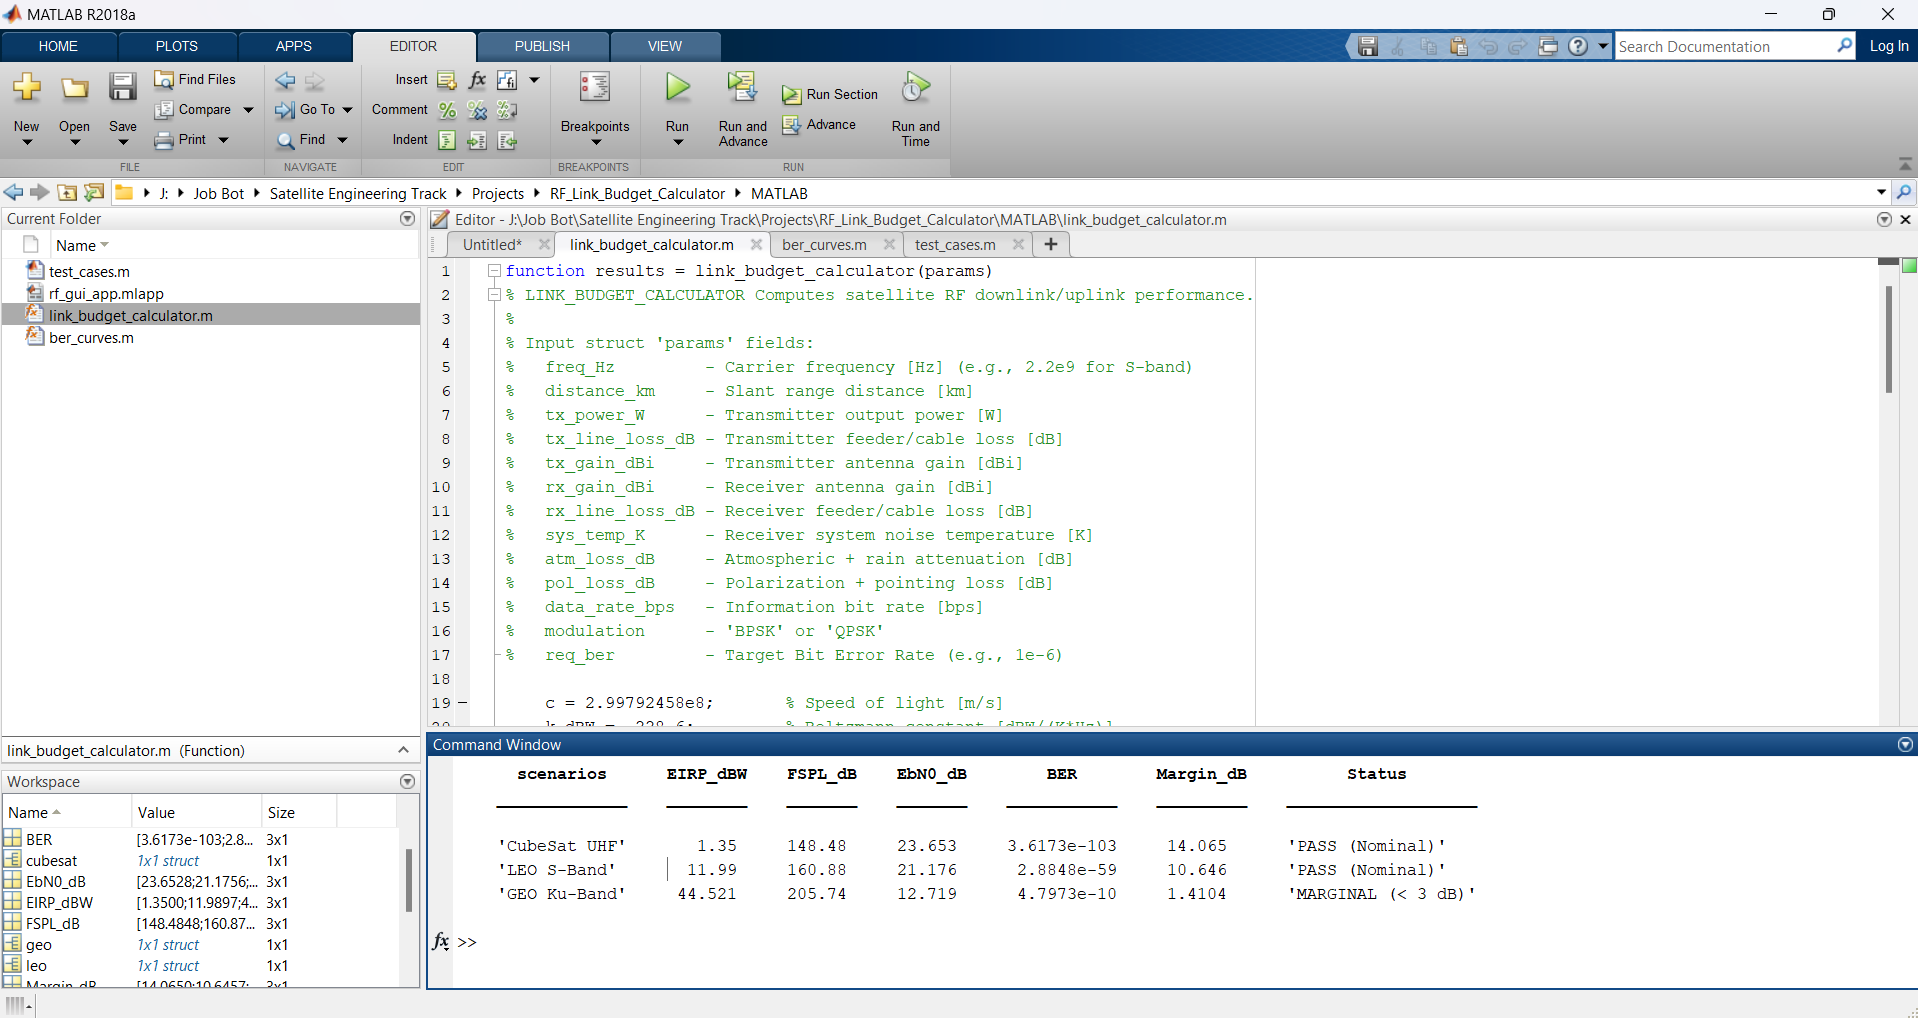 MATLAB R2018a
HOME PLOTS APPS EDITOR PUBLISH VIEW
Search Documentation
Log In
New Open Save
Find Files
Compare
Print
FILE
Go To
Find
NAVIGATE
Insert
Comment
Indent
EDIT
Breakpoints
BREAKPOINTS
Run
Run and Advance
Run Section
Advance
Run and Time
RUN
J: Job Bot Satellite Engineering Track Projects RF_Link_Budget_Calculator MATLAB
Current Folder
Name
test_cases.m
rf_gui_app.mlapp
link_budget_calculator.m
ber_curves.m
link_budget_calculator.m (Function)
Workspace
Name Value Size
BER [3.6173e-103;2.8... 3x1
cubesat 1x1 struct 1x1
EbN0_dB [23.6528;21.1756;... 3x1
EIRP_dBW [1.3500;11.9897;4... 3x1
FSPL_dB [148.4848;160.87... 3x1
geo 1x1 struct 1x1
leo 1x1 struct 1x1
Margin_dB [14.0650;10.6457;... 3x1
Editor - J:\Job Bot\Satellite Engineering Track\Projects\RF_Link_Budget_Calculator\MATLAB\link_budget_calculator.m
Untitled* link_budget_calculator.m ber_curves.m test_cases.m
1 function results = link_budget_calculator(params)
2 % LINK_BUDGET_CALCULATOR Computes satellite RF downlink/uplink performance.
3 %
4 % Input struct 'params' fields:
5 % freq_Hz - Carrier frequency [Hz] (e.g., 2.2e9 for S-band)
6 % distance_km - Slant range distance [km]
7 % tx_power_W - Transmitter output power [W]
8 % tx_line_loss_dB - Transmitter feeder/cable loss [dB]
9 % tx_gain_dBi - Transmitter antenna gain [dBi]
10 % rx_gain_dBi - Receiver antenna gain [dBi]
11 % rx_line_loss_dB - Receiver feeder/cable loss [dB]
12 % sys_temp_K - Receiver system noise temperature [K]
13 % atm_loss_dB - Atmospheric + rain attenuation [dB]
14 % pol_loss_dB - Polarization + pointing loss [dB]
15 % data_rate_bps - Information bit rate [bps]
16 % modulation - 'BPSK' or 'QPSK'
17 % req_ber - Target Bit Error Rate (e.g., 1e-6)
18
19 c = 2.99792458e8; % Speed of light [m/s]
Command Window
scenarios EIRP_dBW FSPL_dB EbN0_dB BER Margin_dB Status
'CubeSat UHF' 1.35 148.48 23.653 3.6173e-103 14.065 'PASS (Nominal)'
'LEO S-Band' 11.99 160.88 21.176 2.8848e-59 10.646 'PASS (Nominal)'
'GEO Ku-Band' 44.521 205.74 12.719 4.7973e-10 1.4104 'MARGINAL (< 3 dB)'
fx >>